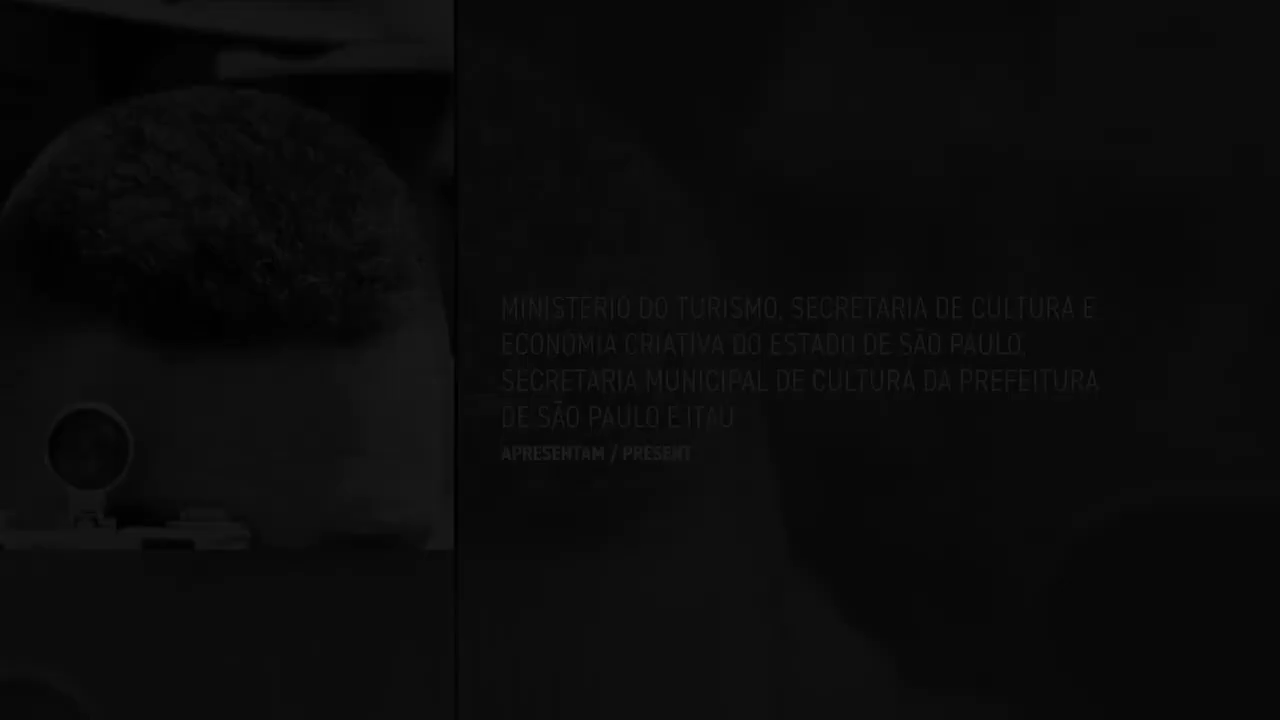 MINISTÉRIO DO TURISMO, SECRETARIA DE CULTURA E
ECONOMIA CRIATIVA DO ESTADO DE SÃO PAULO,
SECRETARIA MUNICIPAL DE CULTURA DA PREFEITURA
DE SÃO PAULO E ITAÚ
APRESENTAM / PRESENT